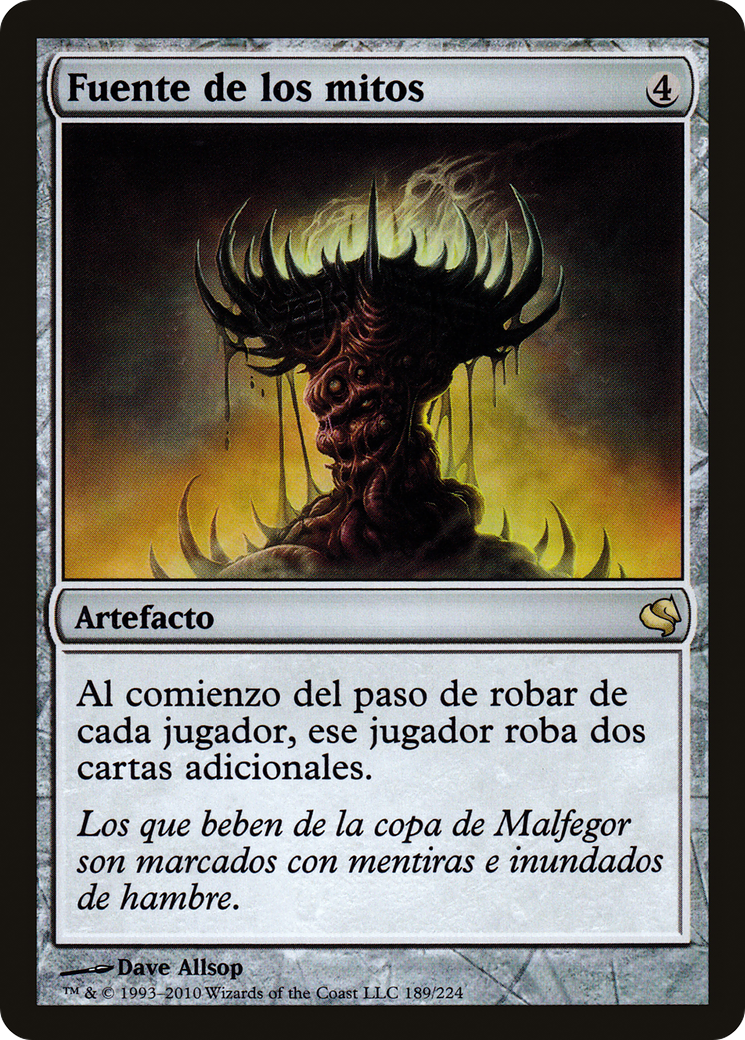 Fuente de los mitos
4
Artefacto
Al comienzo del paso de robar de
cada jugador, ese jugador roba dos
cartas adicionales.
Los que beben de la copa de Malfegor
son marcados con mentiras e inundados
de hambre.
Dave Allsop
™ & © 1993–2010 Wizards of the Coast LLC 189/224